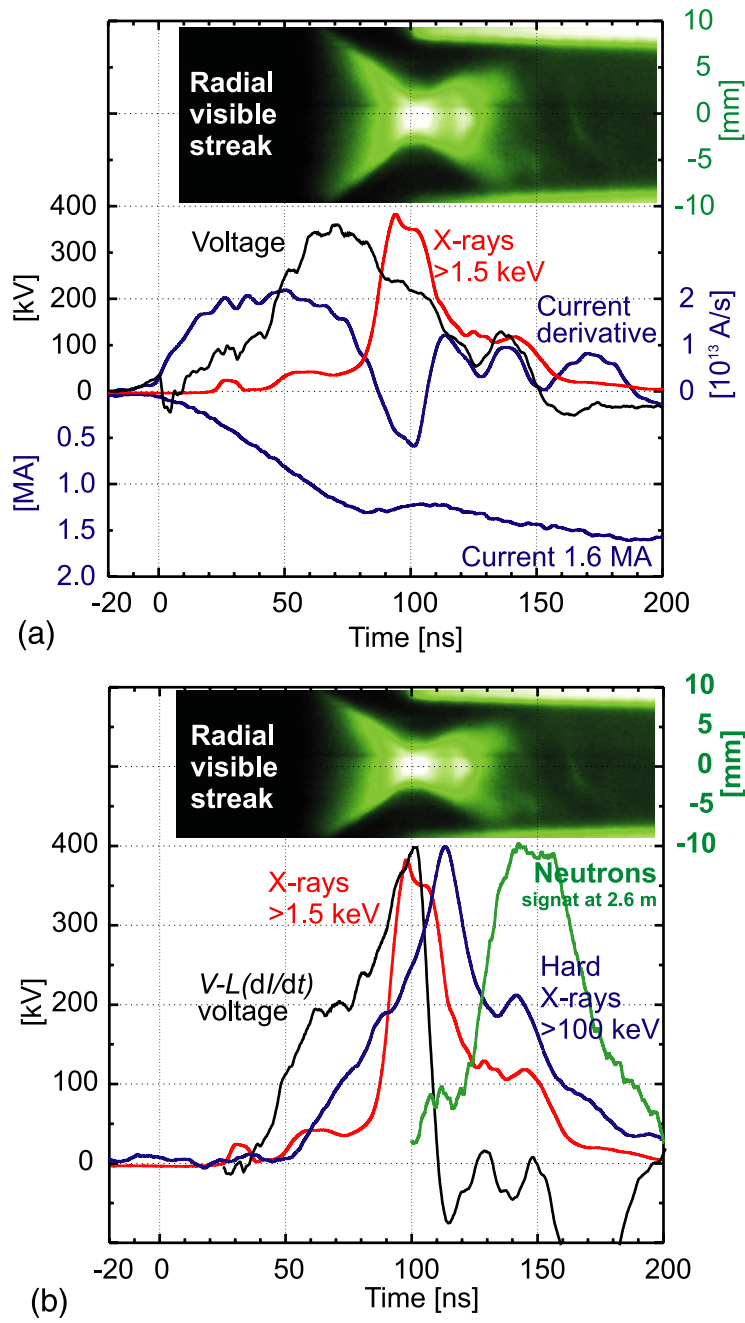 Radial
visible
streak
10
5
0
-5
-10
[mm]
400
300
200
100
0
[kV]
Voltage
X-rays
>1.5 keV
Current
derivative
2
1
0
[10^13 A/s]
0.5
1.0
1.5
2.0
[MA]
Current 1.6 MA
-20 0 50 100 150 200
(a) Time [ns]
Radial
visible
streak
10
5
0
-5
-10
[mm]
400
300
200
100
0
[kV]
X-rays
>1.5 keV
Neutrons
signat at 2.6 m
V-L(dI/dt)
voltage
Hard
X-rays
>100 keV
-20 0 50 100 150 200
(b) Time [ns]